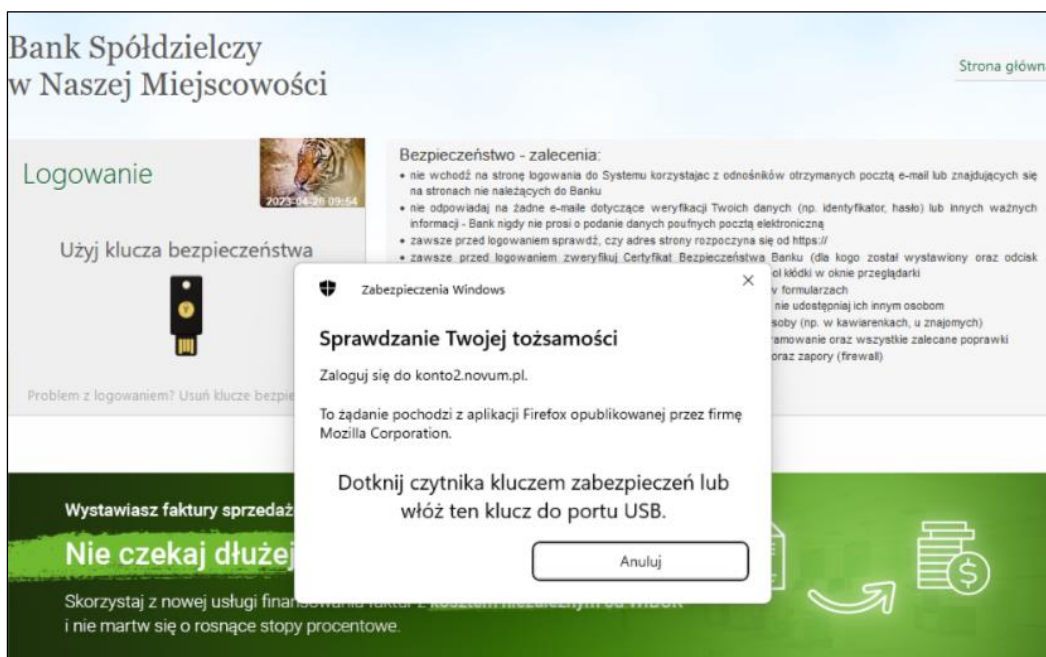 Bank Spółdzielczy
w Naszej Miejscowości
Strona główn
Logowanie
2023-04-26 09:54
Użyj klucza bezpieczeństwa
Problem z logowaniem? Usuń klucze bezpie
Bezpieczeństwo - zalecenia:
• nie wchodź na stronę logowania do Systemu korzystajac z odnośników otrzymanych pocztą e-mail lub znajdujących się
na stronach nie należących do Banku
• nie odpowiadaj na żadne e-maile dotyczące weryfikacji Twoich danych (np. identyfikator, hasło) lub innych ważnych
informacji - Bank nigdy nie prosi o podanie danych poufnych pocztą elektroniczną
• zawsze przed logowaniem sprawdź, czy adres strony rozpoczyna się od https://
• zawsze przed logowaniem zweryfikuj Certyfikat Bezpieczeństwa Banku (dla kogo został wystawiony oraz odcisk
ol kłódki w oknie przeglądarki
w formularzach
nie udostępniaj ich innym osobom
soby (np. w kawiarenkach, u znajomych)
ramowanie oraz wszystkie zalecane poprawki
oraz zapory (firewall)
Zabezpieczenia Windows
Sprawdzanie Twojej tożsamości
Zaloguj się do konto2.novum.pl.
To żądanie pochodzi z aplikacji Firefox opublikowanej przez firmę
Mozilla Corporation.
Dotknij czytnika kluczem zabezpieczeń lub
włóż ten klucz do portu USB.
Anuluj
Wystawiasz faktury sprzedaż
Nie czekaj dłużej
Skorzystaj z nowej usługi finansowania faktur z kosztem niezależnym od WIBOR
i nie martw się o rosnące stopy procentowe.